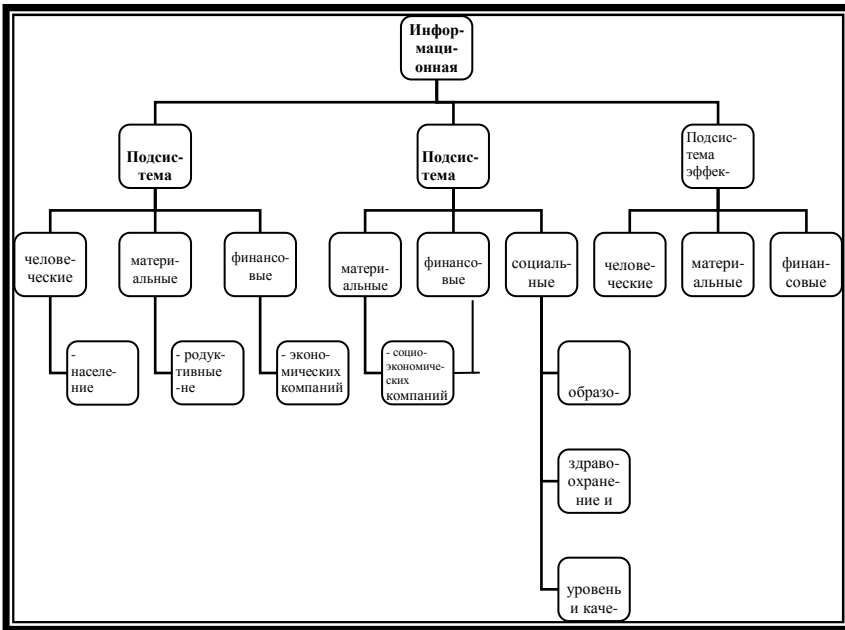 Инфор-
маци-
онная
Подсис-
тема
Подсис-
тема
Подсис-
тема
эффек-
челове-
ческие
матери-
альные
финансо-
вые
матери-
альные
финансо-
вые
социаль-
ные
челове-
ческие
матери-
альные
финан-
совые
-
населе-
ние
- родук-
тивные
-не
- эконо-
мических
компаний
- социо-
экономиче-
ских
компаний
образо-
здраво-
охране-
ние и
уровень
и каче-